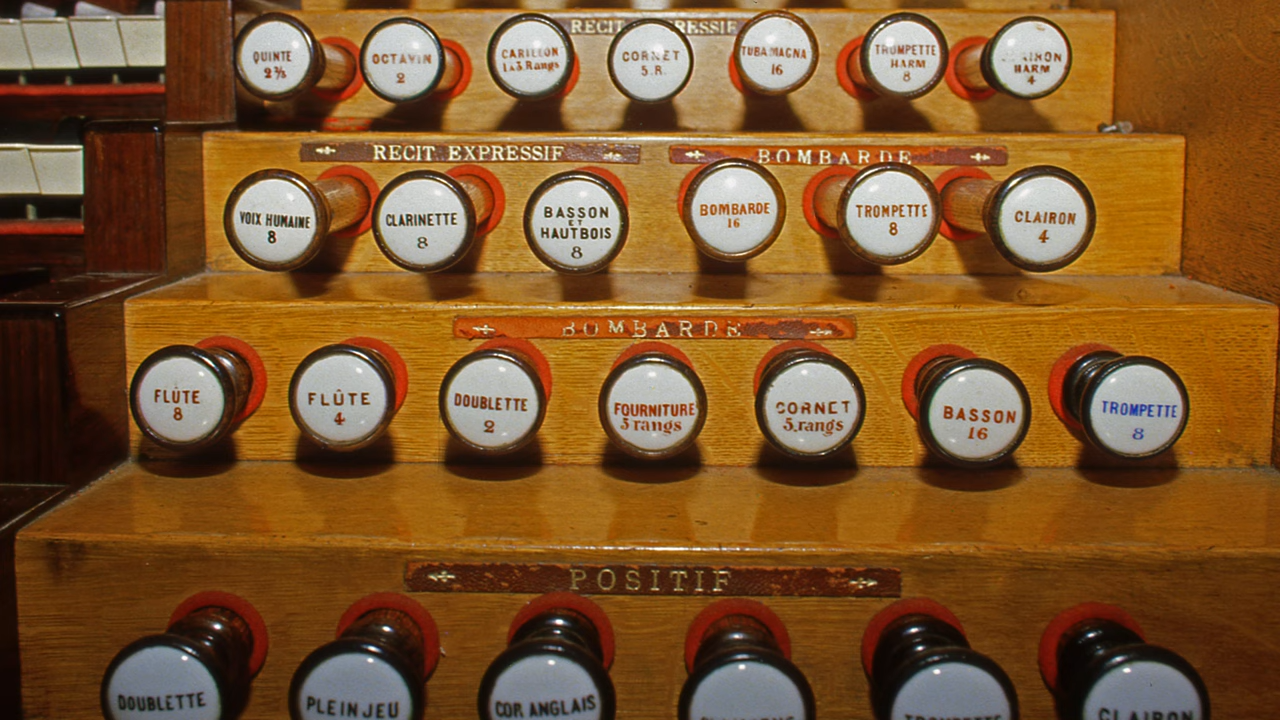 RECIT EXPRESSIF
QUINTE
2 2/3
OCTAVIN
2
CARILLON
1 à 3 Rangs
CORNET
5.R.
TUBA MAGNA
16
TROMPETTE
HARM
8
HARM
4
RECIT EXPRESSIF
BOMBARDE
VOIX HUMAINE
8
CLARINETTE
8
BASSON
ET
HAUTBOIS
8
BOMBARDE
16
TROMPETTE
8
CLAIRON
4
BOMBARDE
FLÛTE
8
FLÛTE
4
DOUBLETTE
2
FOURNITURE
5 rangs
CORNET
5 rangs
BASSON
16
TROMPETTE
8
POSITIF
DOUBLETTE
PLEIN JEU
COR ANGLAIS
TROMPETTE
CLAIRON